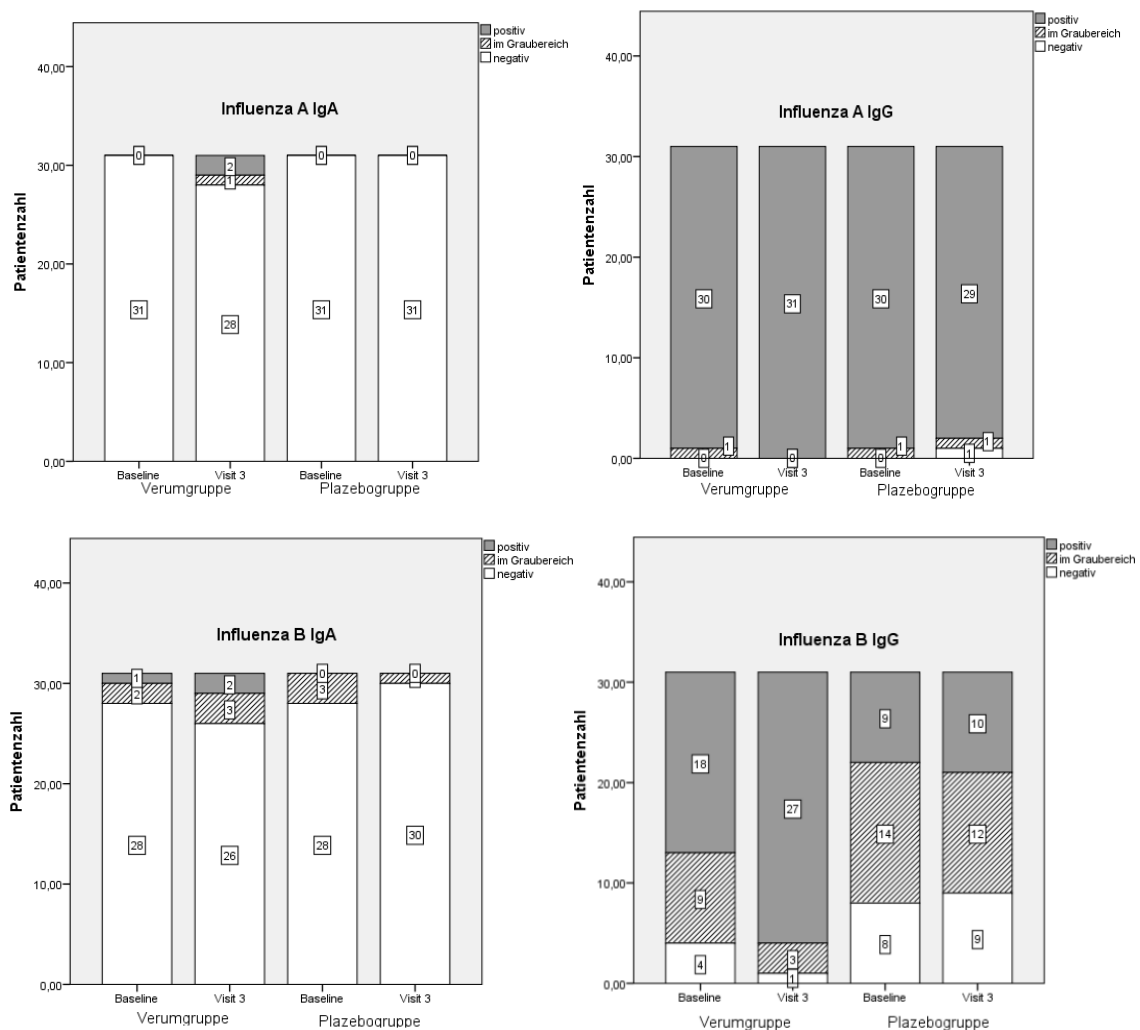 positiv
im Graubereich
negativ
40,00
30,00
20,00
10,00
0,00
Patientenzahl
Influenza A IgA
0
2
0
0
1
31
28
31
31
Baseline
Visit 3
Baseline
Visit 3
Verumgruppe
Plazebogruppe
positiv
im Graubereich
negativ
40,00
30,00
20,00
10,00
0,00
Patientenzahl
Influenza A IgG
30
31
30
29
1
1
1
0
0
0
1
Baseline
Visit 3
Baseline
Visit 3
Verumgruppe
Plazebogruppe
positiv
im Graubereich
negativ
40,00
30,00
20,00
10,00
0,00
Patientenzahl
Influenza B IgA
1
2
0
0
2
3
3
28
26
28
30
Baseline
Visit 3
Baseline
Visit 3
Verumgruppe
Plazebogruppe
positiv
im Graubereich
negativ
40,00
30,00
20,00
10,00
0,00
Patientenzahl
Influenza B IgG
18
27
9
10
9
3
14
12
4
1
8
9
Baseline
Visit 3
Baseline
Visit 3
Verumgruppe
Plazebogruppe